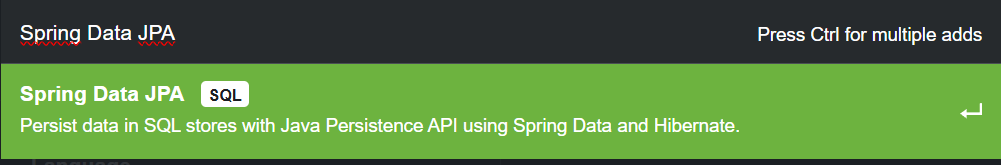 Spring Data JPA
Press Ctrl for multiple adds
Spring Data JPA SQL
Persist data in SQL stores with Java Persistence API using Spring Data and Hibernate.